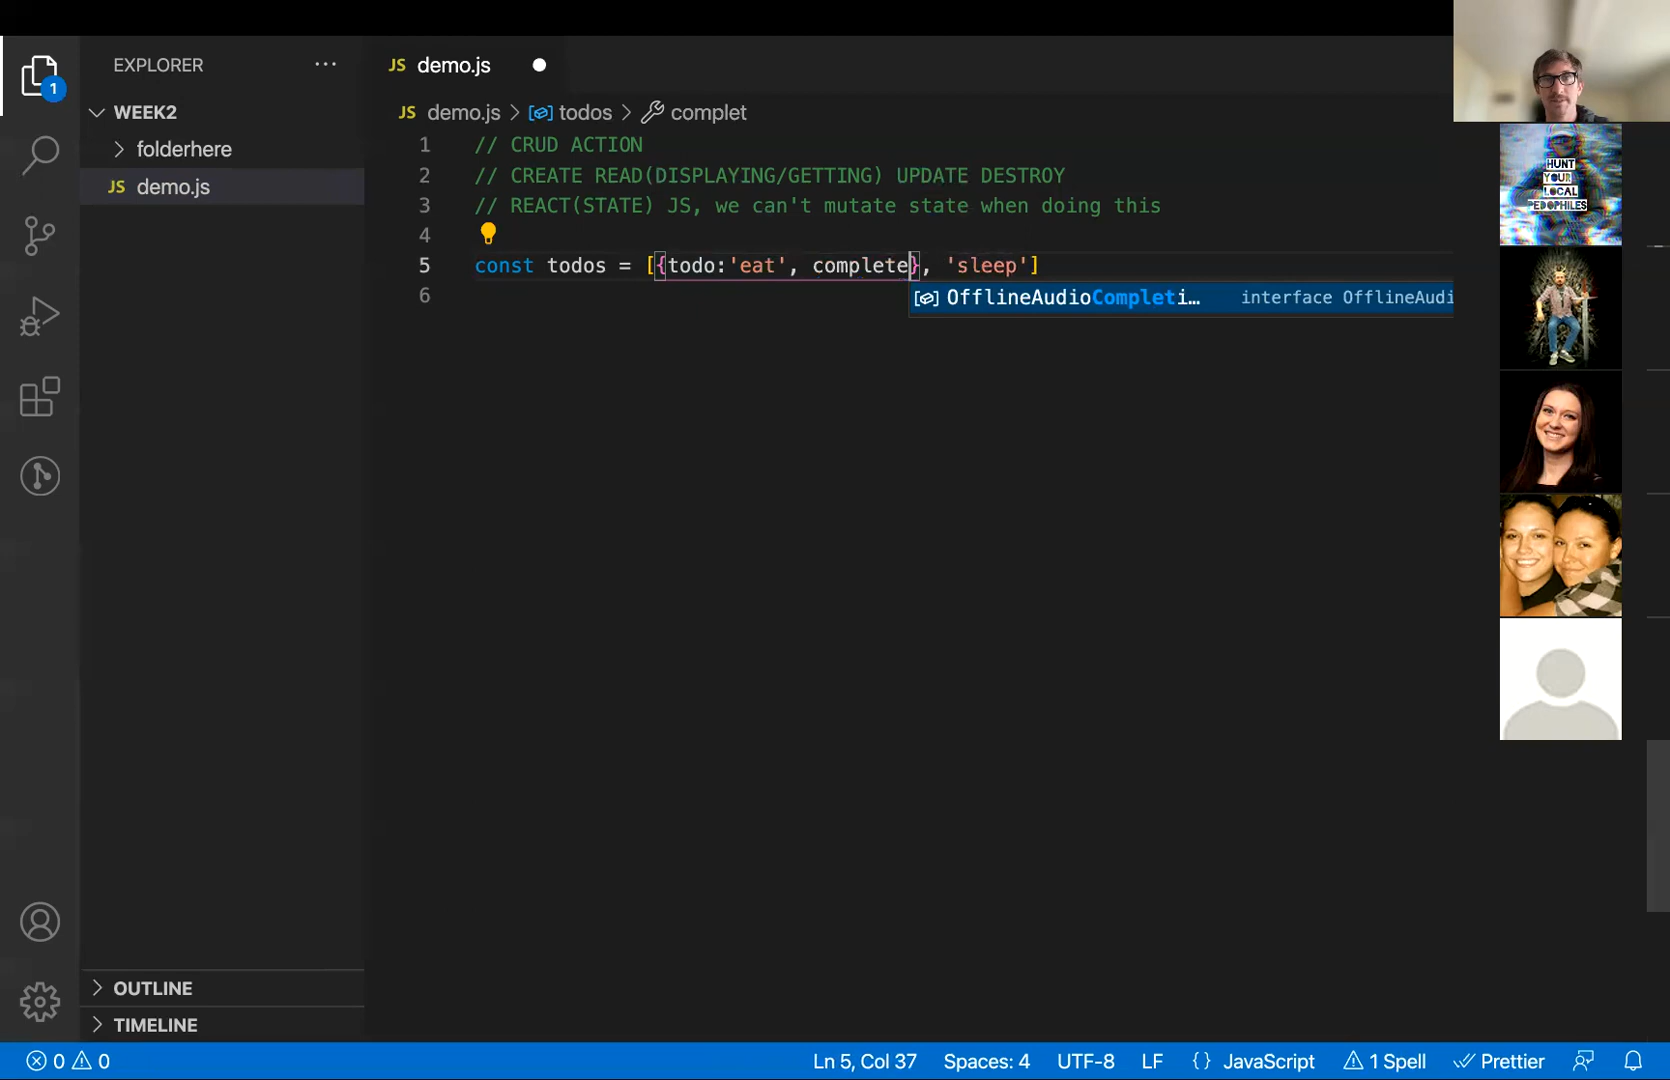 EXPLORER ...
JS demo.js
WEEK2
folderhere
JS demo.js
JS demo.js > todos > complet
1 // CRUD ACTION
2 // CREATE READ(DISPLAYING/GETTING) UPDATE DESTROY
3 // REACT(STATE) JS, we can't mutate state when doing this
4
5 const todos = [{todo:'eat', complete}, 'sleep']
OfflineAudioCompleti... interface OfflineAudi
6
1
HUNT
YOUR
LOCAL
PEDOPHILES
OUTLINE
TIMELINE
0 0 Ln 5, Col 37 Spaces: 4 UTF-8 LF {} JavaScript 1 Spell Prettier